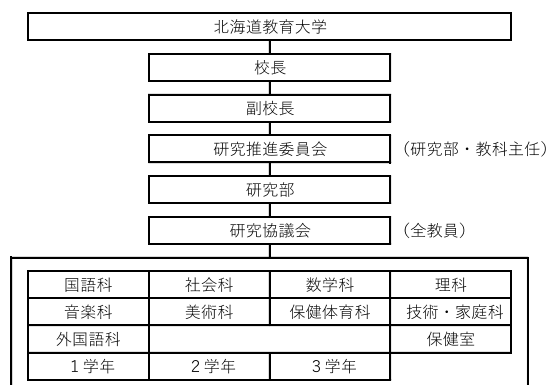 北海道教育大学
校長
副校長
研究推進委員会 （研究部・教科主任）
研究部
研究協議会 （全教員）
国語科 社会科 数学科 理科
音楽科 美術科 保健体育科 技術・家庭科
外国語科 保健室
１学年 ２学年 ３学年